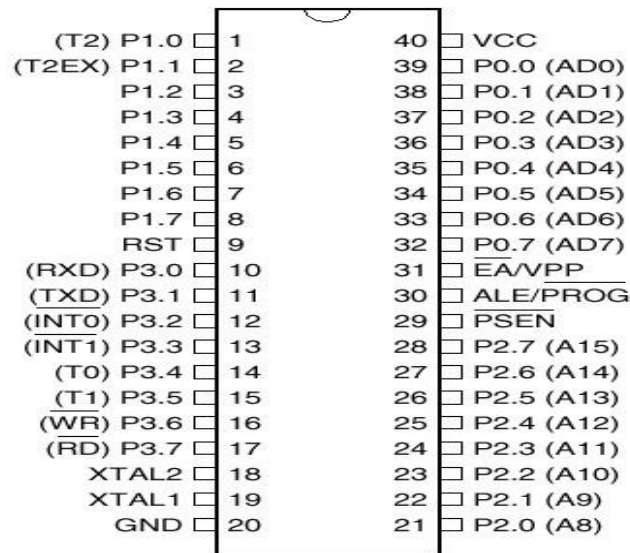 (T2) P1.0 1 40 VCC
(T2EX) P1.1 2 39 P0.0 (AD0)
P1.2 3 38 P0.1 (AD1)
P1.3 4 37 P0.2 (AD2)
P1.4 5 36 P0.3 (AD3)
P1.5 6 35 P0.4 (AD4)
P1.6 7 34 P0.5 (AD5)
P1.7 8 33 P0.6 (AD6)
RST 9 32 P0.7 (AD7)
(RXD) P3.0 10 31 E̅A̅/VPP
(TXD) P3.1 11 30 ALE/P̅R̅O̅G̅
(I̅N̅T̅0̅) P3.2 12 29 P̅S̅E̅N̅
(I̅N̅T̅1̅) P3.3 13 28 P2.7 (A15)
(T0) P3.4 14 27 P2.6 (A14)
(T1) P3.5 15 26 P2.5 (A13)
(W̅R̅) P3.6 16 25 P2.4 (A12)
(R̅D̅) P3.7 17 24 P2.3 (A11)
XTAL2 18 23 P2.2 (A10)
XTAL1 19 22 P2.1 (A9)
GND 20 21 P2.0 (A8)